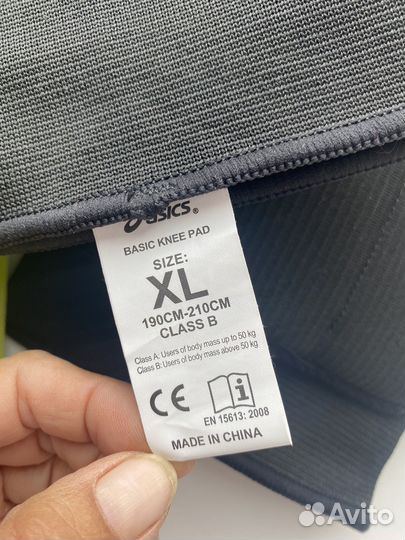 asics®
BASIC KNEE PAD
SIZE:
XL
190CM-210CM
CLASS B
Class A: Users of body mass up to 50 kg
Class B: Users of body mass above 50 kg
CE
i
EN 15613: 2008
MADE IN CHINA
Avito